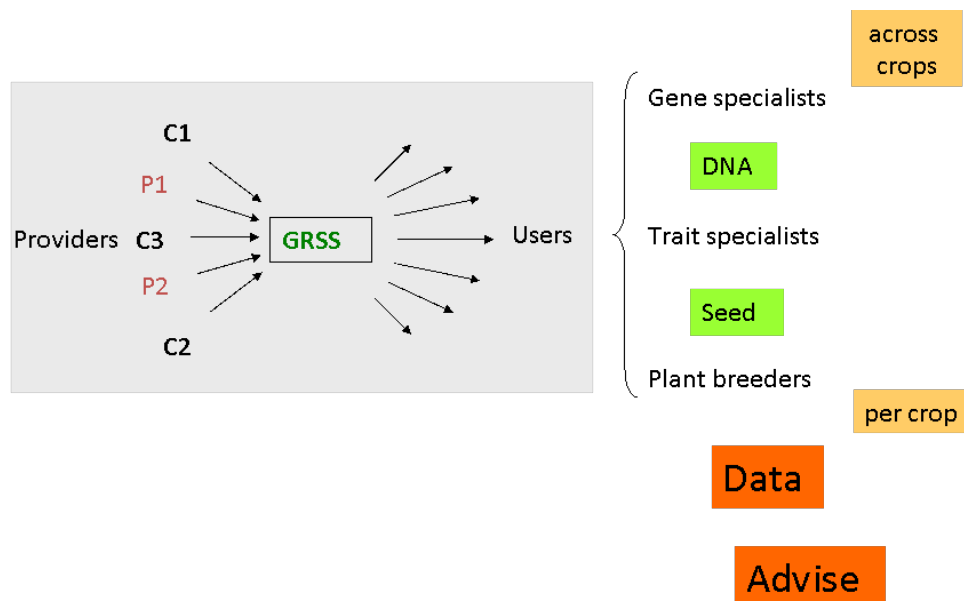 across
crops
Gene specialists
C1
DNA
P1
Providers
C3
GRSS
Users
Trait specialists
P2
Seed
C2
Plant breeders
per crop
Data
Advise